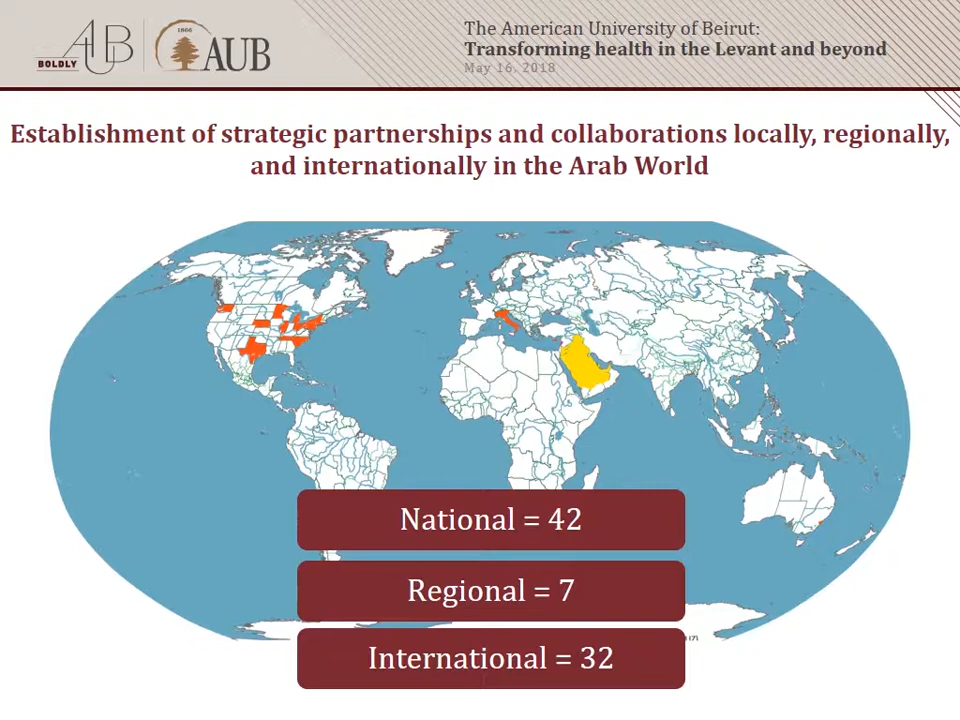 BOLDLY AUB
1866
AUB
The American University of Beirut:
Transforming health in the Levant and beyond
May 16, 2018
Establishment of strategic partnerships and collaborations locally, regionally,
and internationally in the Arab World
National = 42
Regional = 7
International = 32